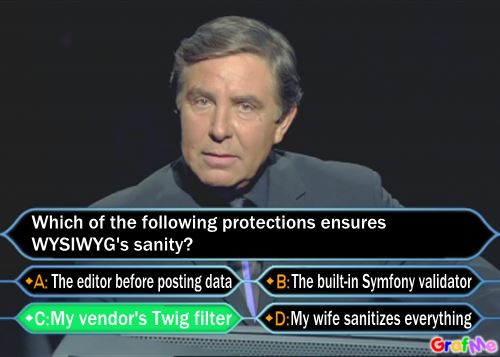 Which of the following protections ensures
WYSIWYG's sanity?
A: The editor before posting data
B: The built-in Symfony validator
C:My vendor's Twig filter
D:My wife sanitizes everything
GrafMe